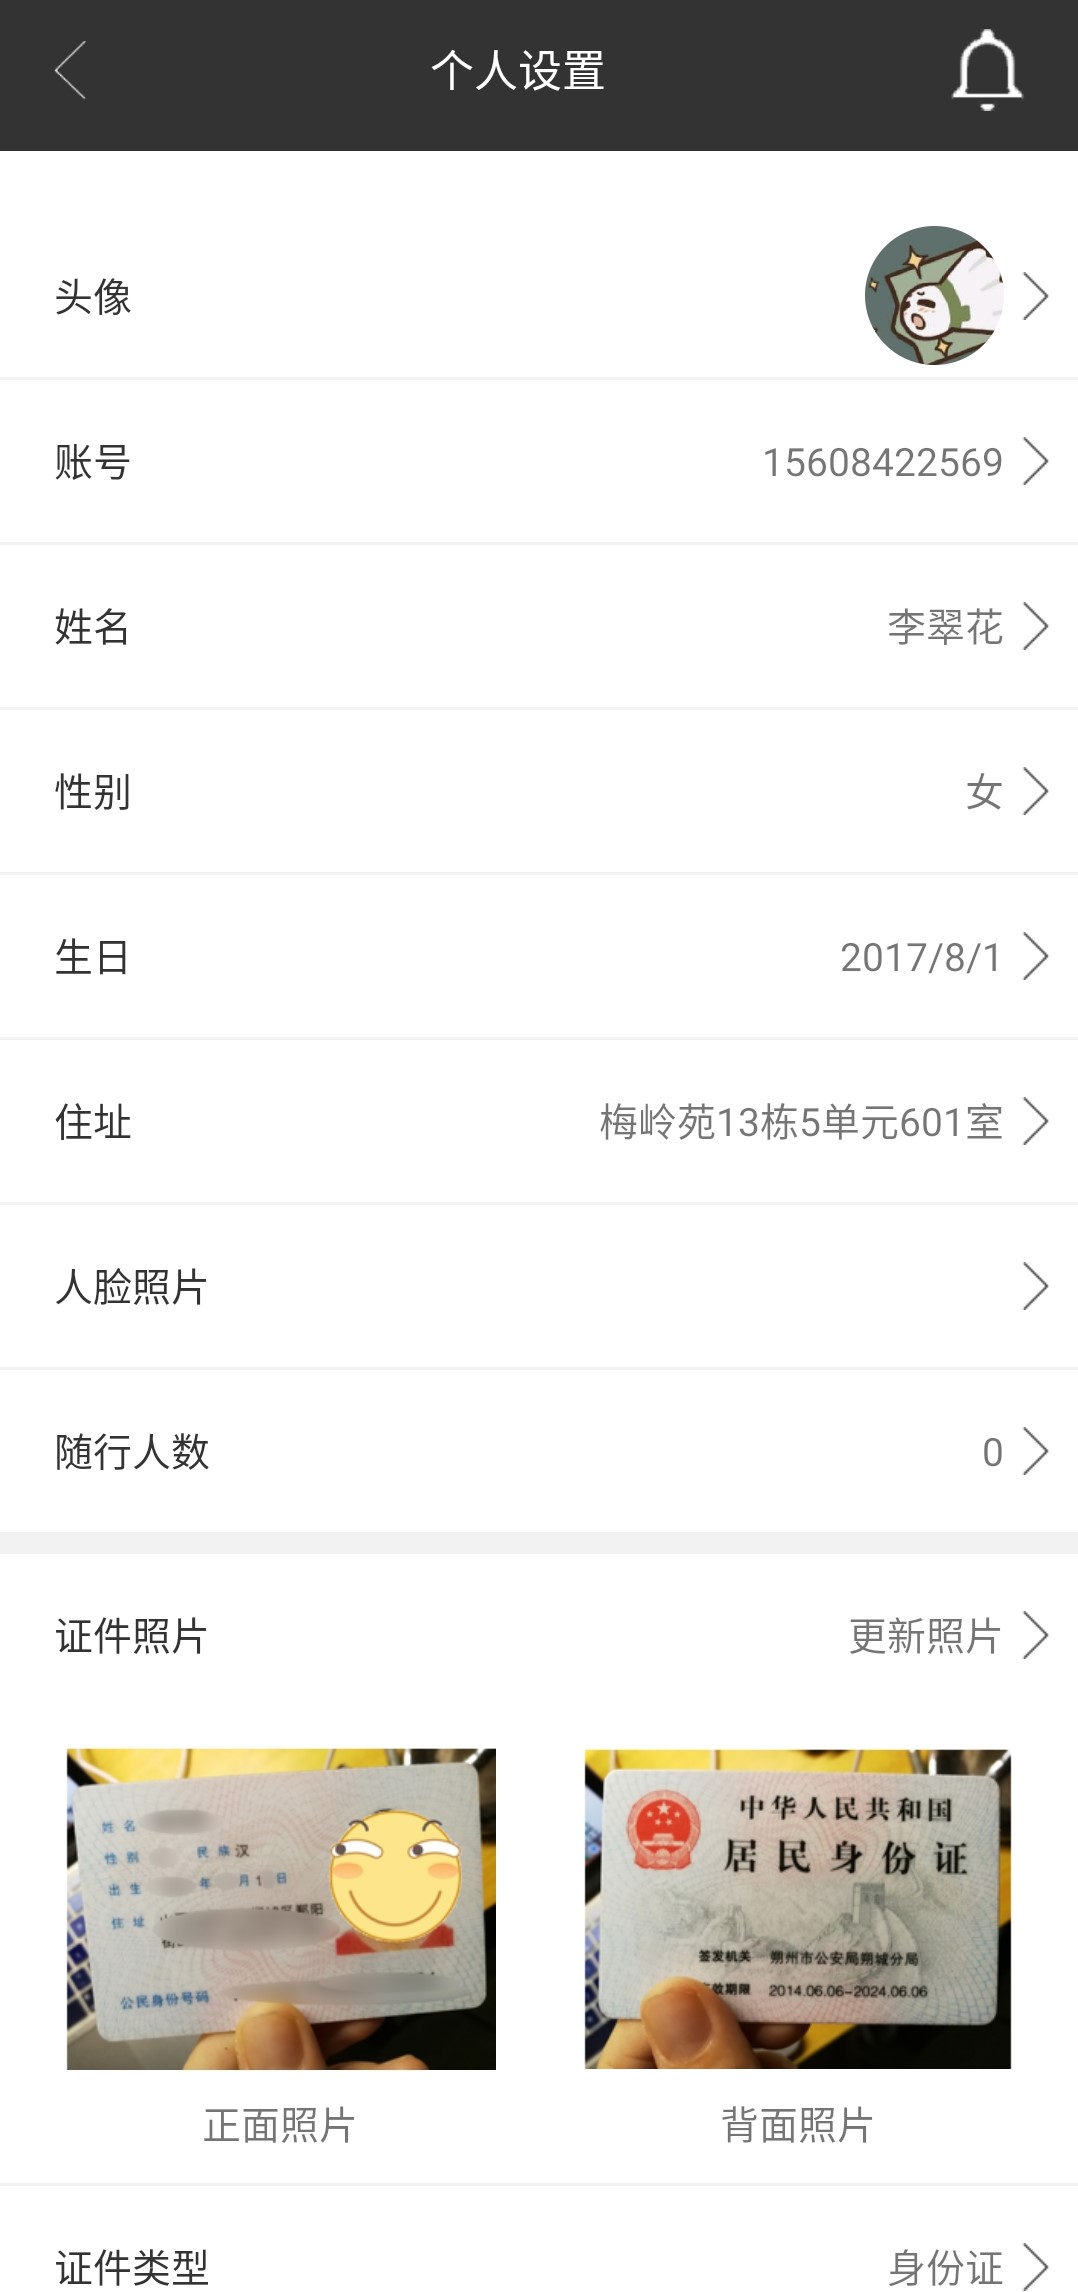 个人设置
头像
账号 15608422569
姓名 李翠花
性别 女
生日 2017/8/1
住址 梅岭苑13栋5单元601室
人脸照片
随行人数 0
证件照片 更新照片
姓名
性别 民族汉
出生 年 月1日
住址
公民身份号码
中华人民共和国
居民身份证
签发机关 朔州市公安局朔城分局
效期限 2014.06.06-2024.06.06
正面照片 背面照片
证件类型 身份证